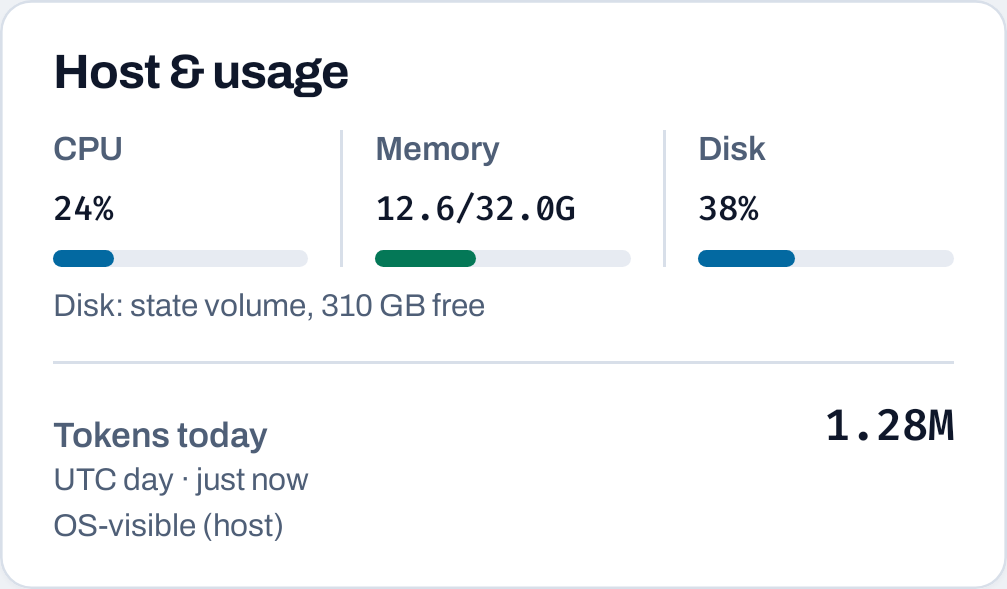 Host & usage
CPU
Memory
Disk
24%
12.6/32.0G
38%
Disk: state volume, 310 GB free
Tokens today
1.28M
UTC day · just now
OS-visible (host)